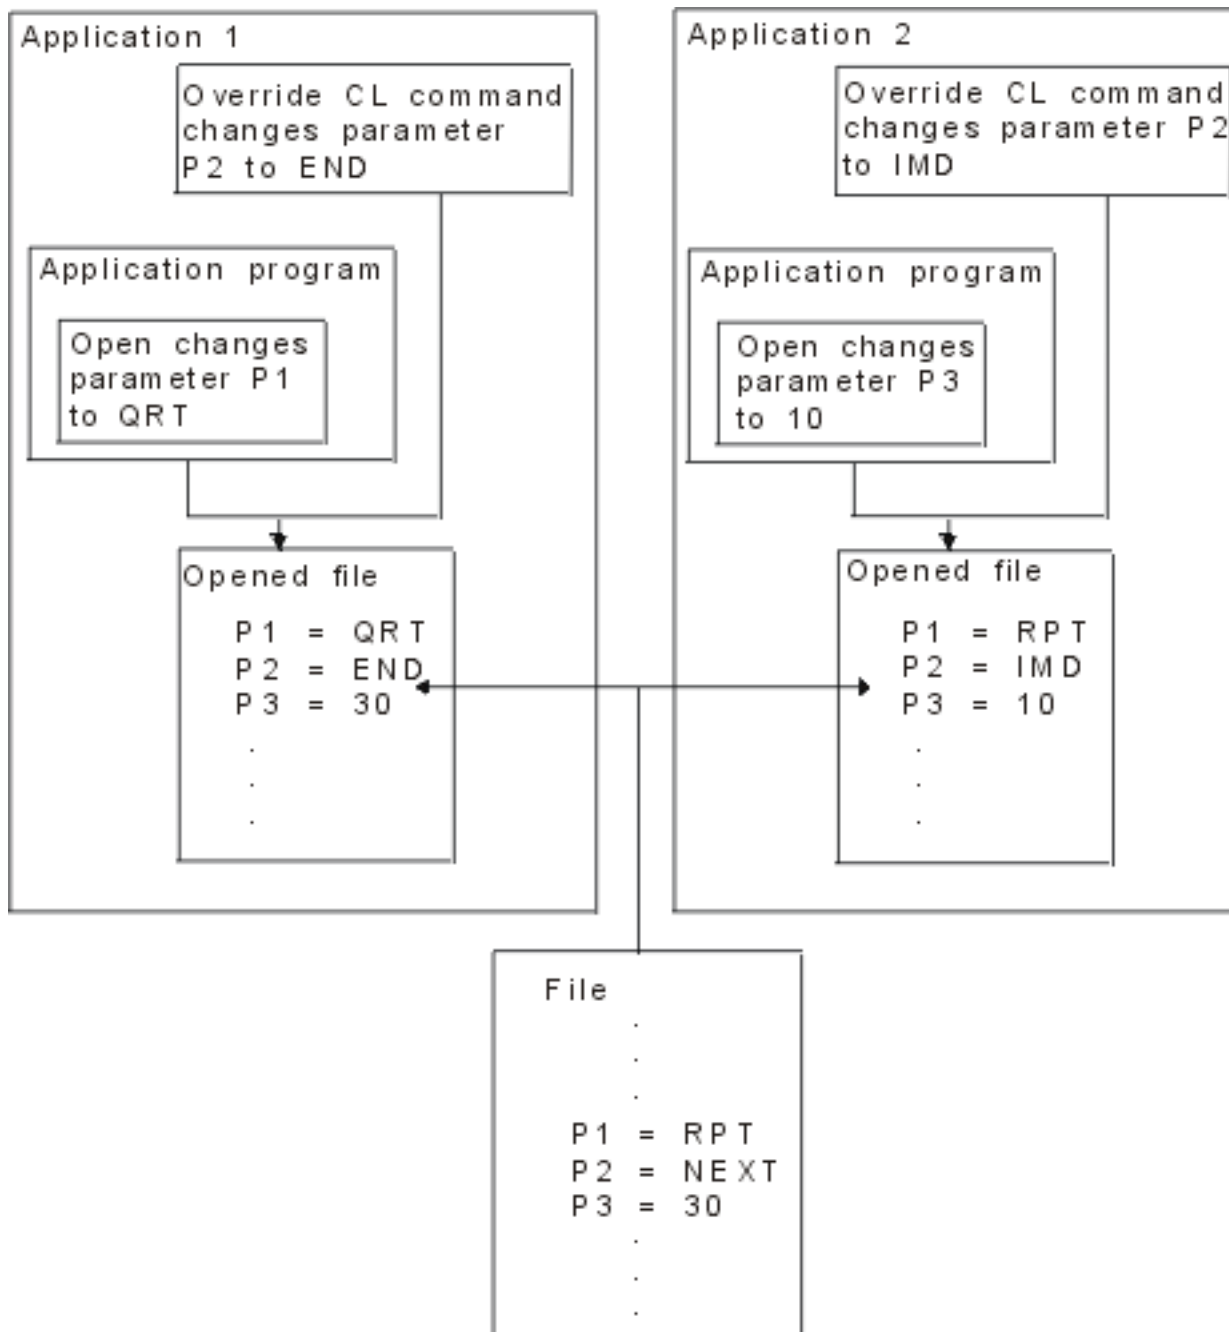 Application 1
Override CL command
changes parameter
P2 to END
Application program
Open changes
parameter P1
to QRT
Opened file
P1 = QRT
P2 = END
P3 = 30
.
.
.
Application 2
Override CL command
changes parameter P2
to IMD
Application program
Open changes
parameter P3
to 10
Opened file
P1 = RPT
P2 = IMD
P3 = 10
.
.
.
File
.
.
.
P1 = RPT
P2 = NEXT
P3 = 30
.
.
.